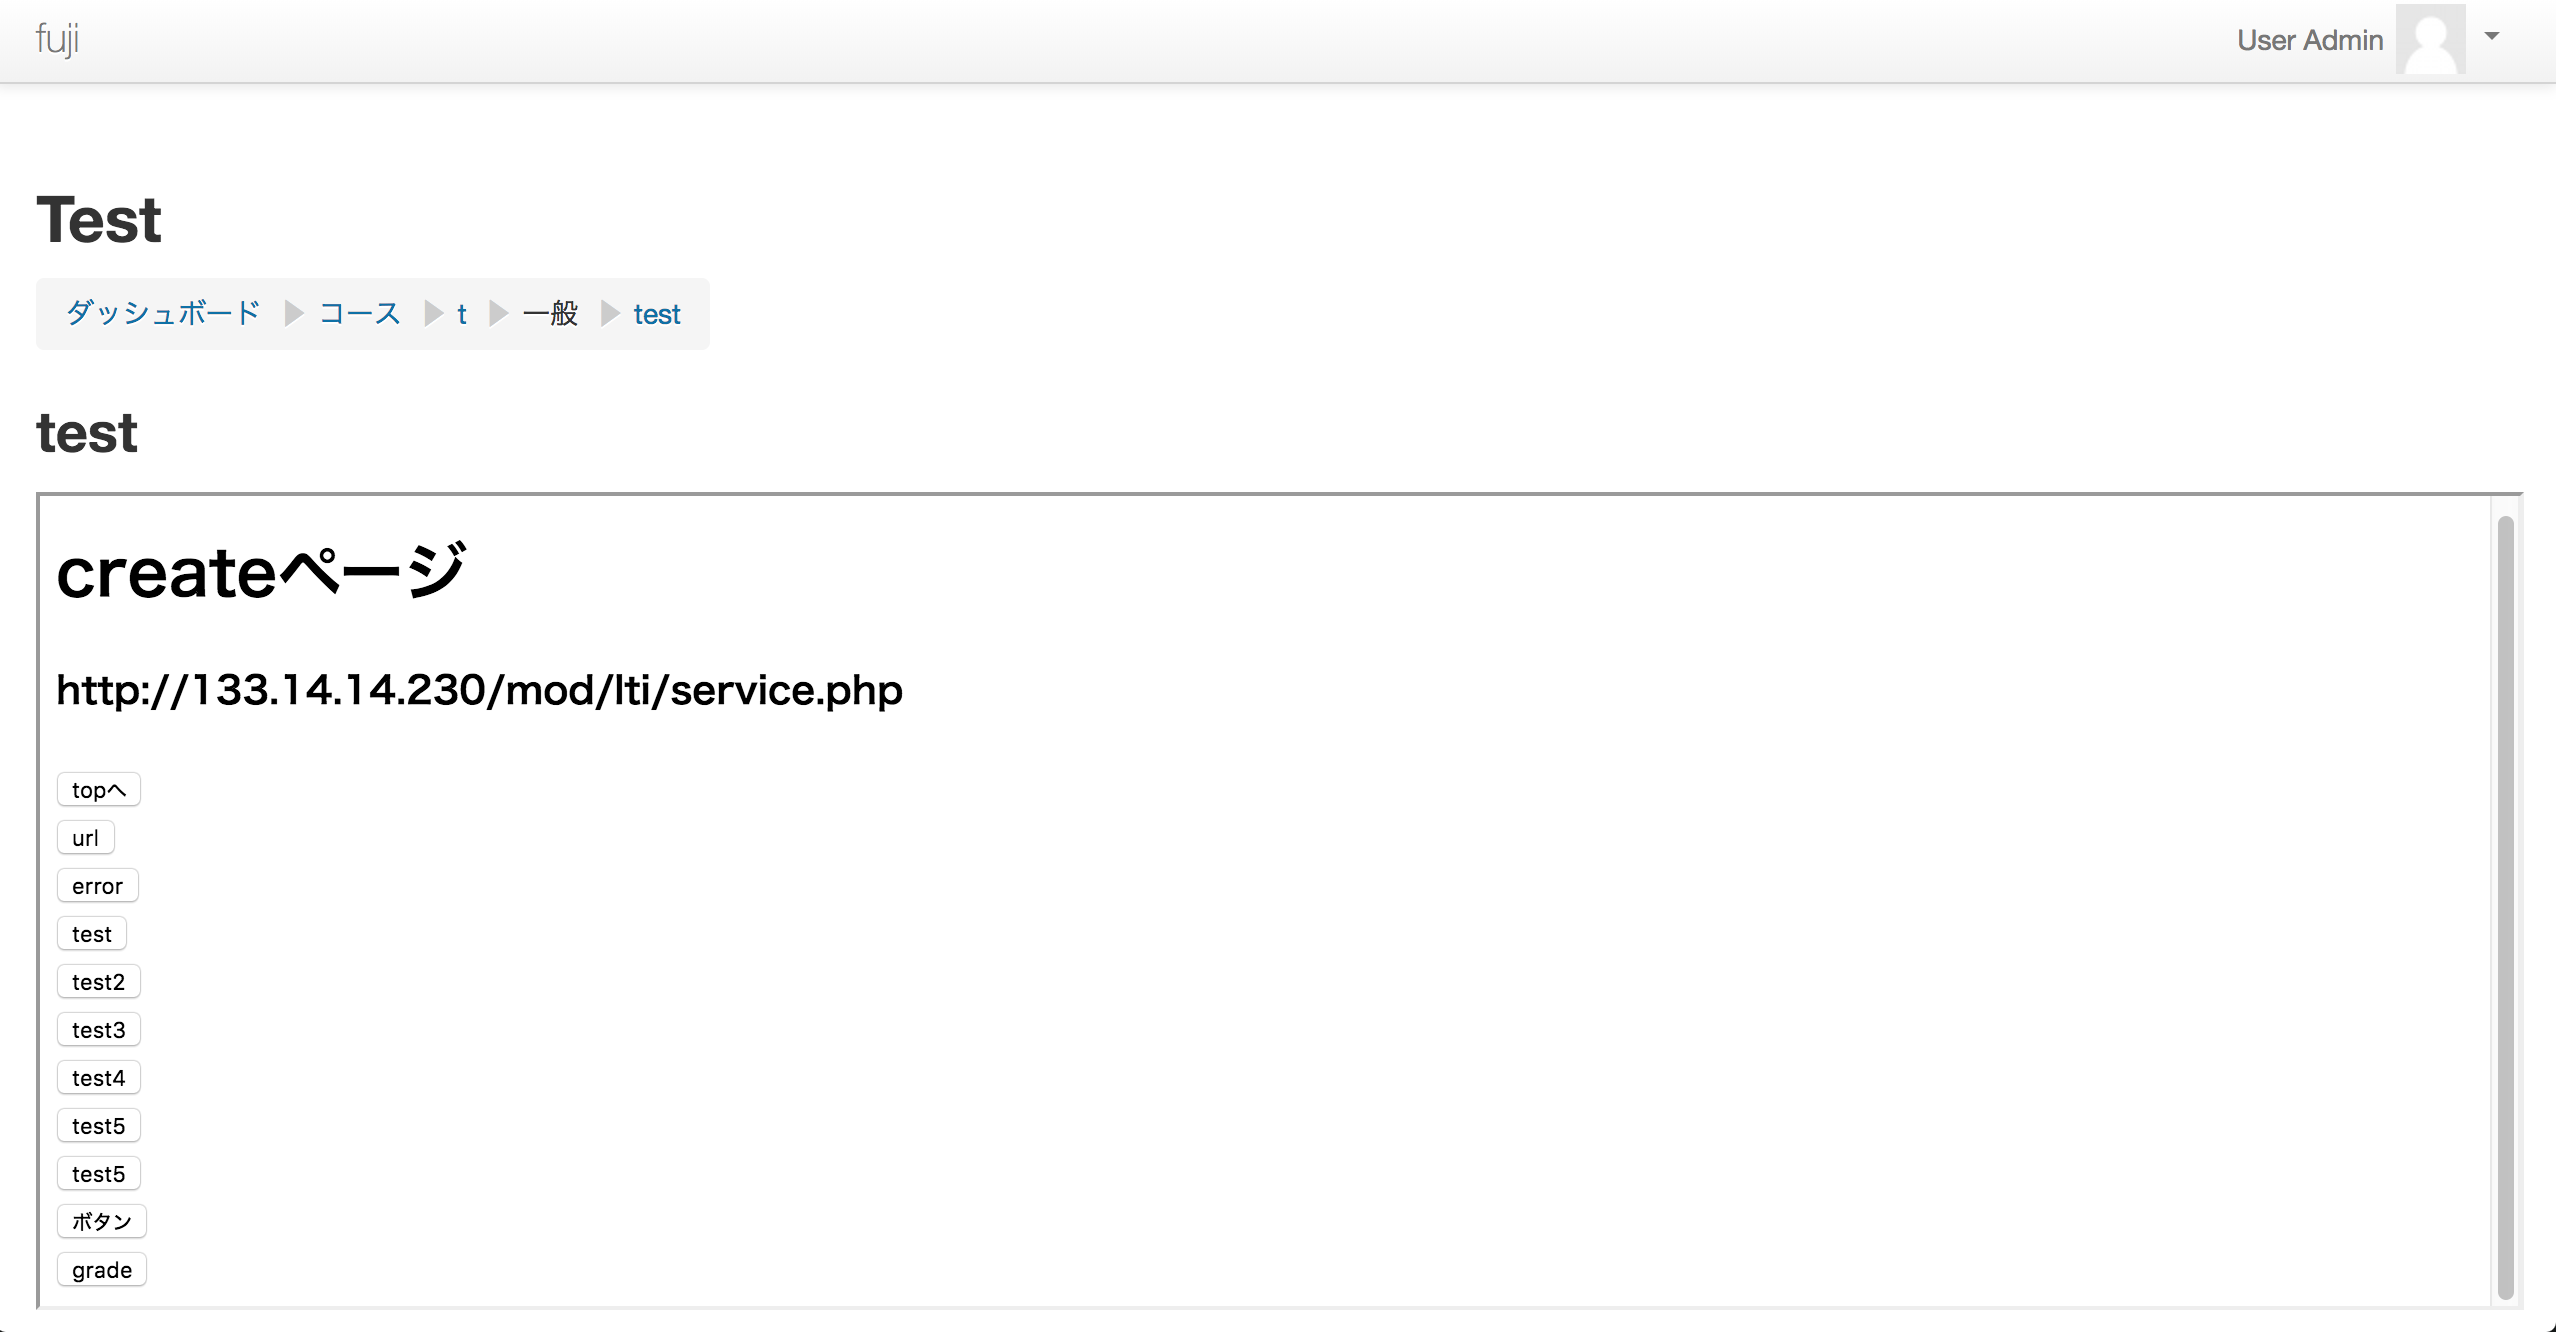 fuji
User Admin
Test
ダッシュボード コース t 一般 test
test
createページ
http://133.14.14.230/mod/lti/service.php
topへ
url
error
test
test2
test3
test4
test5
test5
ボタン
grade